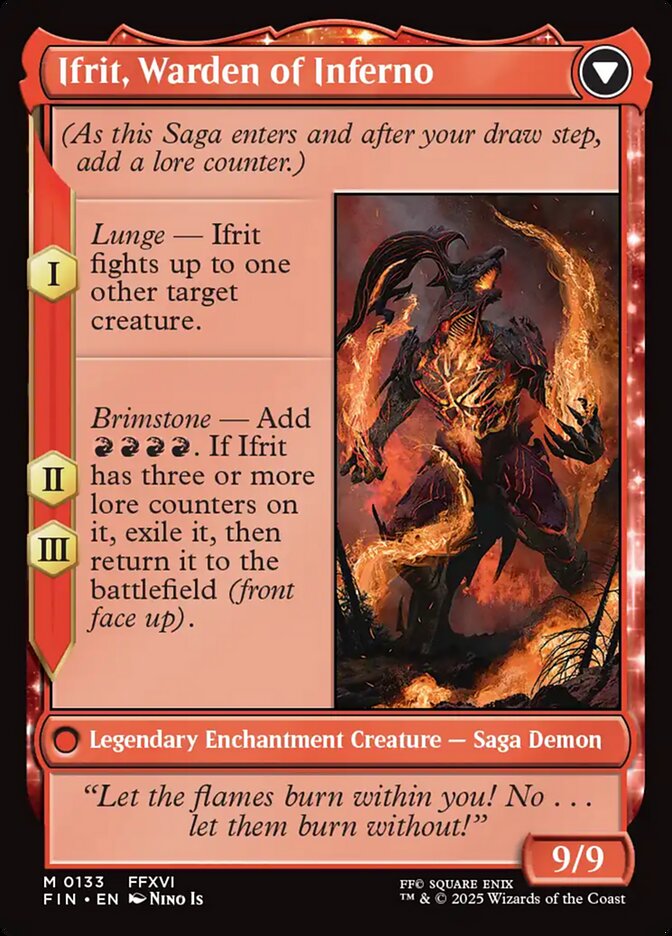 Ifrit, Warden of Inferno
(As this Saga enters and after your draw step,
add a lore counter.)
I
Lunge — Ifrit
fights up to one
other target
creature.
II
III
Brimstone — Add
. If Ifrit
has three or more
lore counters on
it, exile it, then
return it to the
battlefield (front
face up).
Legendary Enchantment Creature — Saga Demon
“Let the flames burn within you! No . . .
let them burn without!”
9/9
M 0133 FFXVI
FIN • EN Nino Is
FF© SQUARE ENIX
™ & © 2025 Wizards of the Coast